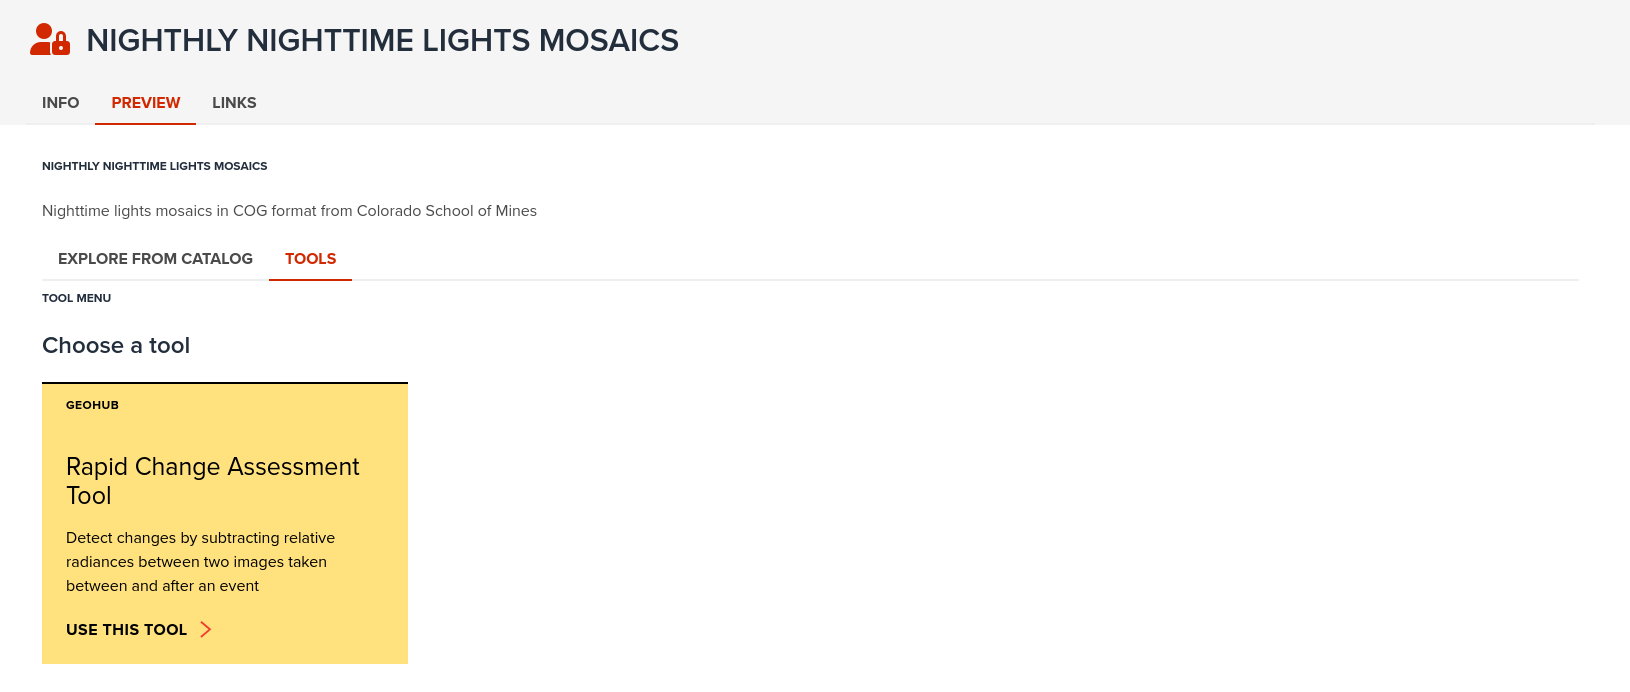 NIGHTHLY NIGHTTIME LIGHTS MOSAICS
INFO PREVIEW LINKS
NIGHTHLY NIGHTTIME LIGHTS MOSAICS
Nighttime lights mosaics in COG format from Colorado School of Mines
EXPLORE FROM CATALOG TOOLS
TOOL MENU
Choose a tool
GEOHUB
Rapid Change Assessment
Tool
Detect changes by subtracting relative
radiances between two images taken
between and after an event
USE THIS TOOL